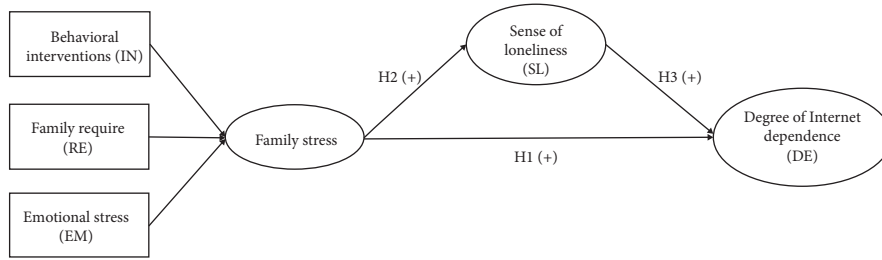 Behavioral
interventions (IN)
Family require
(RE)
Emotional stress
(EM)
Family stress
H2 (+)
Sense of
loneliness
(SL)
H3 (+)
H1 (+)
Degree of Internet
dependence
(DE)